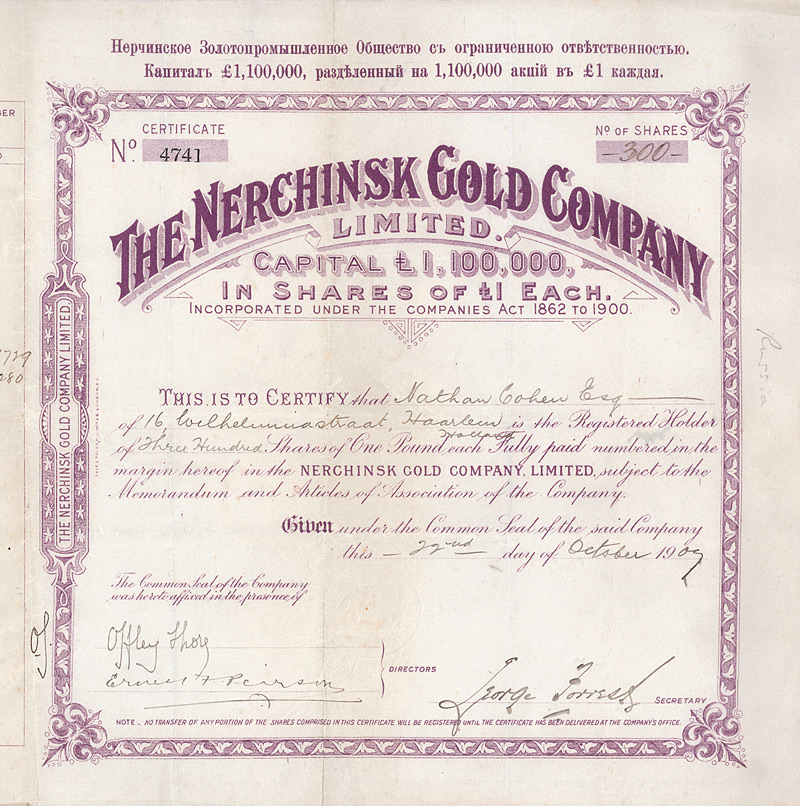 Нерчинское Золотопромышленное Общество съ ограниченною отвѣтственностью.
Капиталъ £1,100,000, раздѣленный на 1,100,000 акцій въ £1 каждая.
BER
CERTIFICATE
No. 4741
No OF SHARES
-300-
THE NERCHINSK GOLD COMPANY
LIMITED.
CAPITAL £1,100,000,
IN SHARES OF £1 EACH.
INCORPORATED UNDER THE COMPANIES ACT 1862 TO 1900.
THE NERCHINSK GOLD COMPANY LIMITED.
Russia
This is to Certify that Nathan Cohen Esq
of 16, Wilhelminastraat, Haarlem is the Registered Holder
Holland
of Three Hundred Shares of One Pound each Fully paid numbered in the
margin hereof in the NERCHINSK GOLD COMPANY, LIMITED, subject to the
Memorandum and Articles of Association of the Company.
Given under the Common Seal of the said Company
this - 22nd day of October 1907
The Common Seal of the Company
was hereto affixed in the presence of
Offley Shore
Ernest F Pearson
DIRECTORS
George Forrest
SECRETARY
NOTE - NO TRANSFER OF ANY PORTION OF THE SHARES COMPRISED IN THIS CERTIFICATE WILL BE REGISTERED UNTIL THE CERTIFICATE HAS BEEN DELIVERED AT THE COMPANY'S OFFICE.